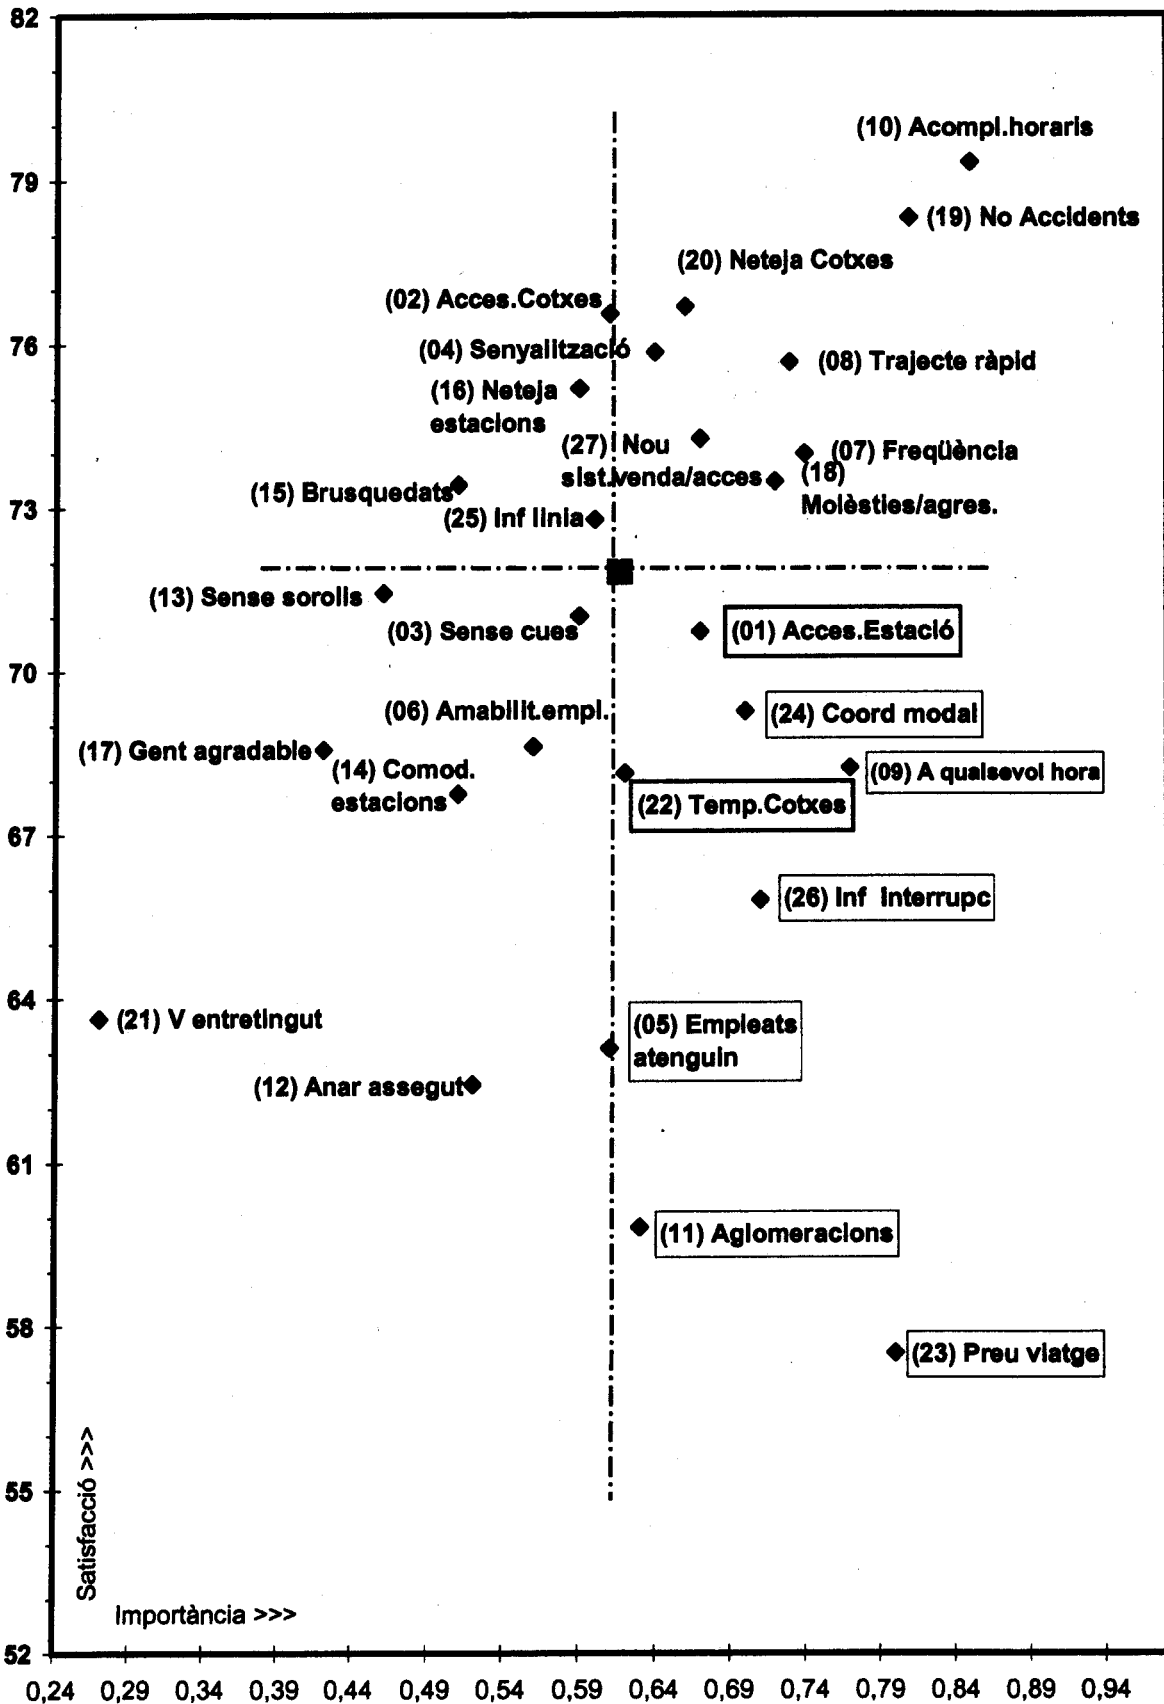 82
(10) Acompl.horaris
79
(19) No Accidents
(20) Neteja Cotxes
(02) Acces.Cotxes
76
(04) Senyalització
(08) Trajecte ràpid
(16) Neteja
estacions
(27) Nou
sist.venda/acces
(07) Freqüència
(18)
Molèsties/agres.
(15) Brusquedats
73
(25) Inf linia
(13) Sense sorolls
(03) Sense cues
(01) Acces.Estació
70
(06) Amabilit.empl.
(24) Coord modal
(17) Gent agradable
(14) Comod.
estacions
(09) A qualsevol hora
(22) Temp.Cotxes
67
(26) Inf Interrupc
64
(21) V entretingut
(05) Empleats
atenguin
(12) Anar assegut
61
(11) Aglomeracions
58
(23) Preu viatge
55
Satisfacció >>>
Importància >>>
52
0,24 0,29 0,34 0,39 0,44 0,49 0,54 0,59 0,64 0,69 0,74 0,79 0,84 0,89 0,94